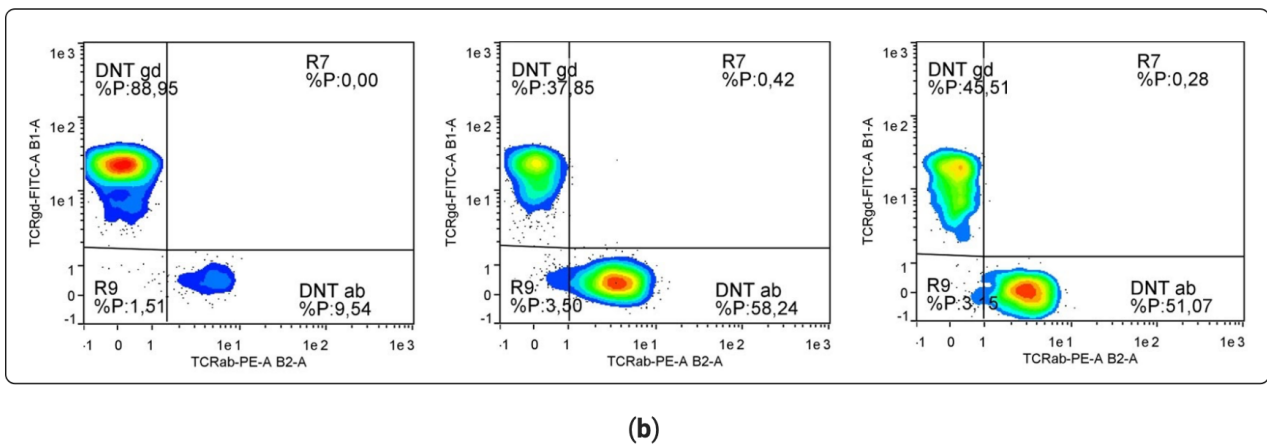 1e3
1e2
1e1
1
0
-1
TCRgd-FITC-A B1-A
DNT gd
%P:88,95
R7
%P:0,00
R9
%P:1,51
DNT ab
%P:9,54
-1 0 1 1e1 1e2 1e3
TCRab-PE-A B2-A
1e3
1e2
1e1
1
0
-1
TCRgd-FITC-A B1-A
DNT gd
%P:37,85
R7
%P:0,42
R9
%P:3,50
DNT ab
%P:58,24
-1 0 1 1e1 1e2 1e3
TCRab-PE-A B2-A
1e3
1e2
1e1
1
0
-1
TCRgd-FITC-A B1-A
DNT gd
%P:45,51
R7
%P:0,28
R9
%P:3,15
DNT ab
%P:51,07
-1 0 1 1e1 1e2 1e3
TCRab-PE-A B2-A
(b)